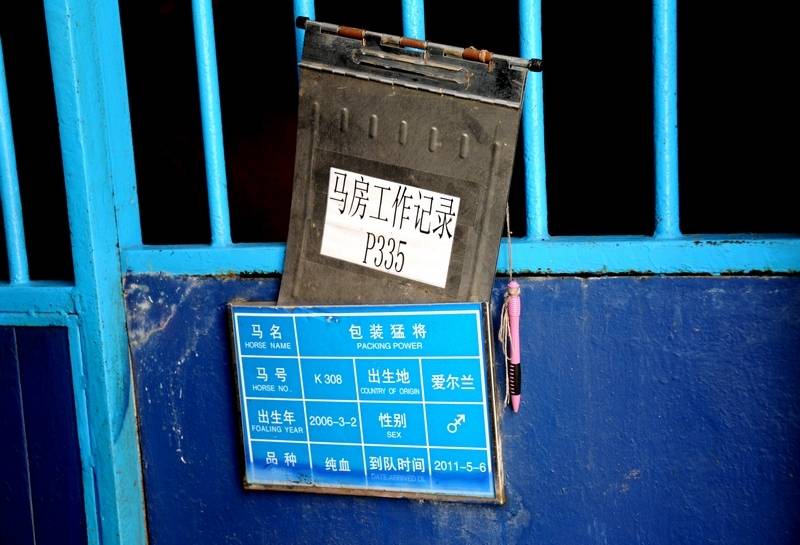 马房工作记录
P335
马名 包装猛将
HORSE NAME PACKING POWER
马号 K 308 出生地 爱尔兰
HORSE NO. COUNTRY OF ORIGIN
出生年 2006-3-2 性别 ♂
FOALING YEAR SEX
品种 纯血 到队时间 2011-5-6